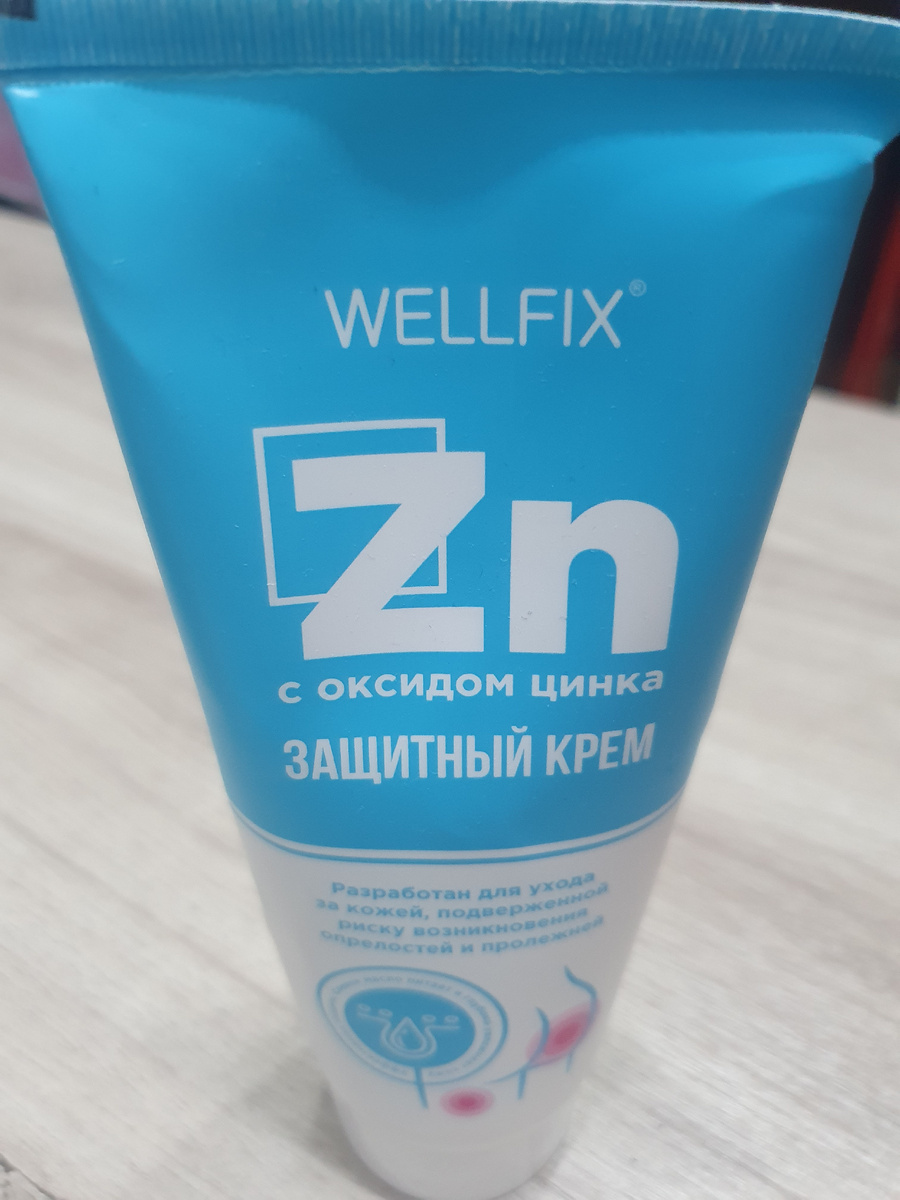 WELLFIX®
Zn
с оксидом цинка
ЗАЩИТНЫЙ КРЕМ
Разработан для ухода
за кожей, подверженной
риску возникновения
опрелостей и пролежней